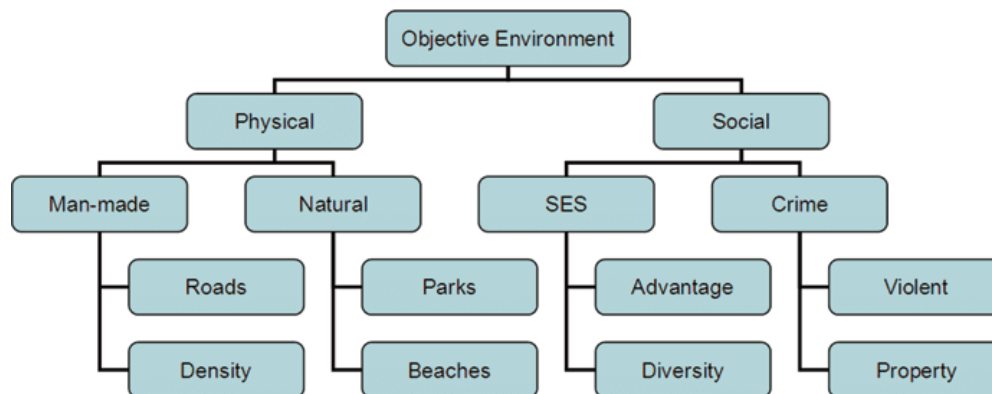 Objective Environment
Physical
Social
Man-made
Natural
SES
Crime
Roads
Parks
Advantage
Violent
Density
Beaches
Diversity
Property